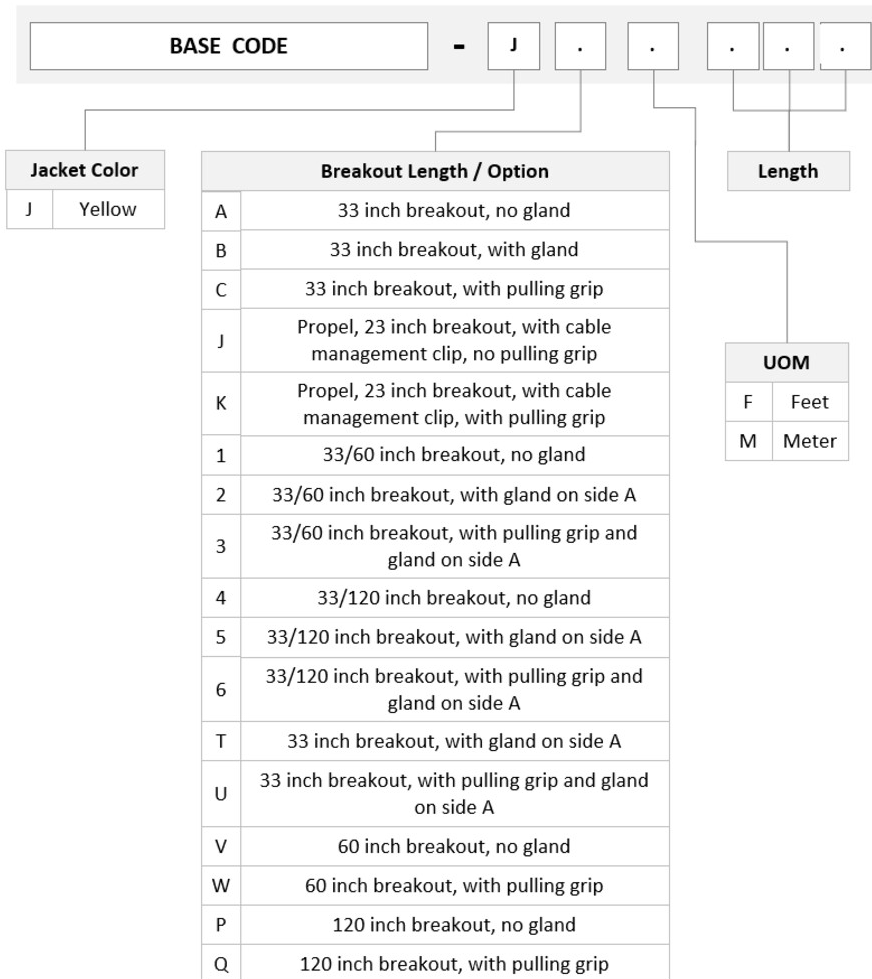 BASE CODE - J . . . . .
Jacket Color
J Yellow
Breakout Length / Option
A 33 inch breakout, no gland
B 33 inch breakout, with gland
C 33 inch breakout, with pulling grip
J Propel, 23 inch breakout, with cable
management clip, no pulling grip
K Propel, 23 inch breakout, with cable
management clip, with pulling grip
1 33/60 inch breakout, no gland
2 33/60 inch breakout, with gland on side A
3 33/60 inch breakout, with pulling grip and
gland on side A
4 33/120 inch breakout, no gland
5 33/120 inch breakout, with gland on side A
6 33/120 inch breakout, with pulling grip and
gland on side A
T 33 inch breakout, with gland on side A
U 33 inch breakout, with pulling grip and gland
on side A
V 60 inch breakout, no gland
W 60 inch breakout, with pulling grip
P 120 inch breakout, no gland
Q 120 inch breakout, with pulling grip
Length
UOM
F Feet
M Meter